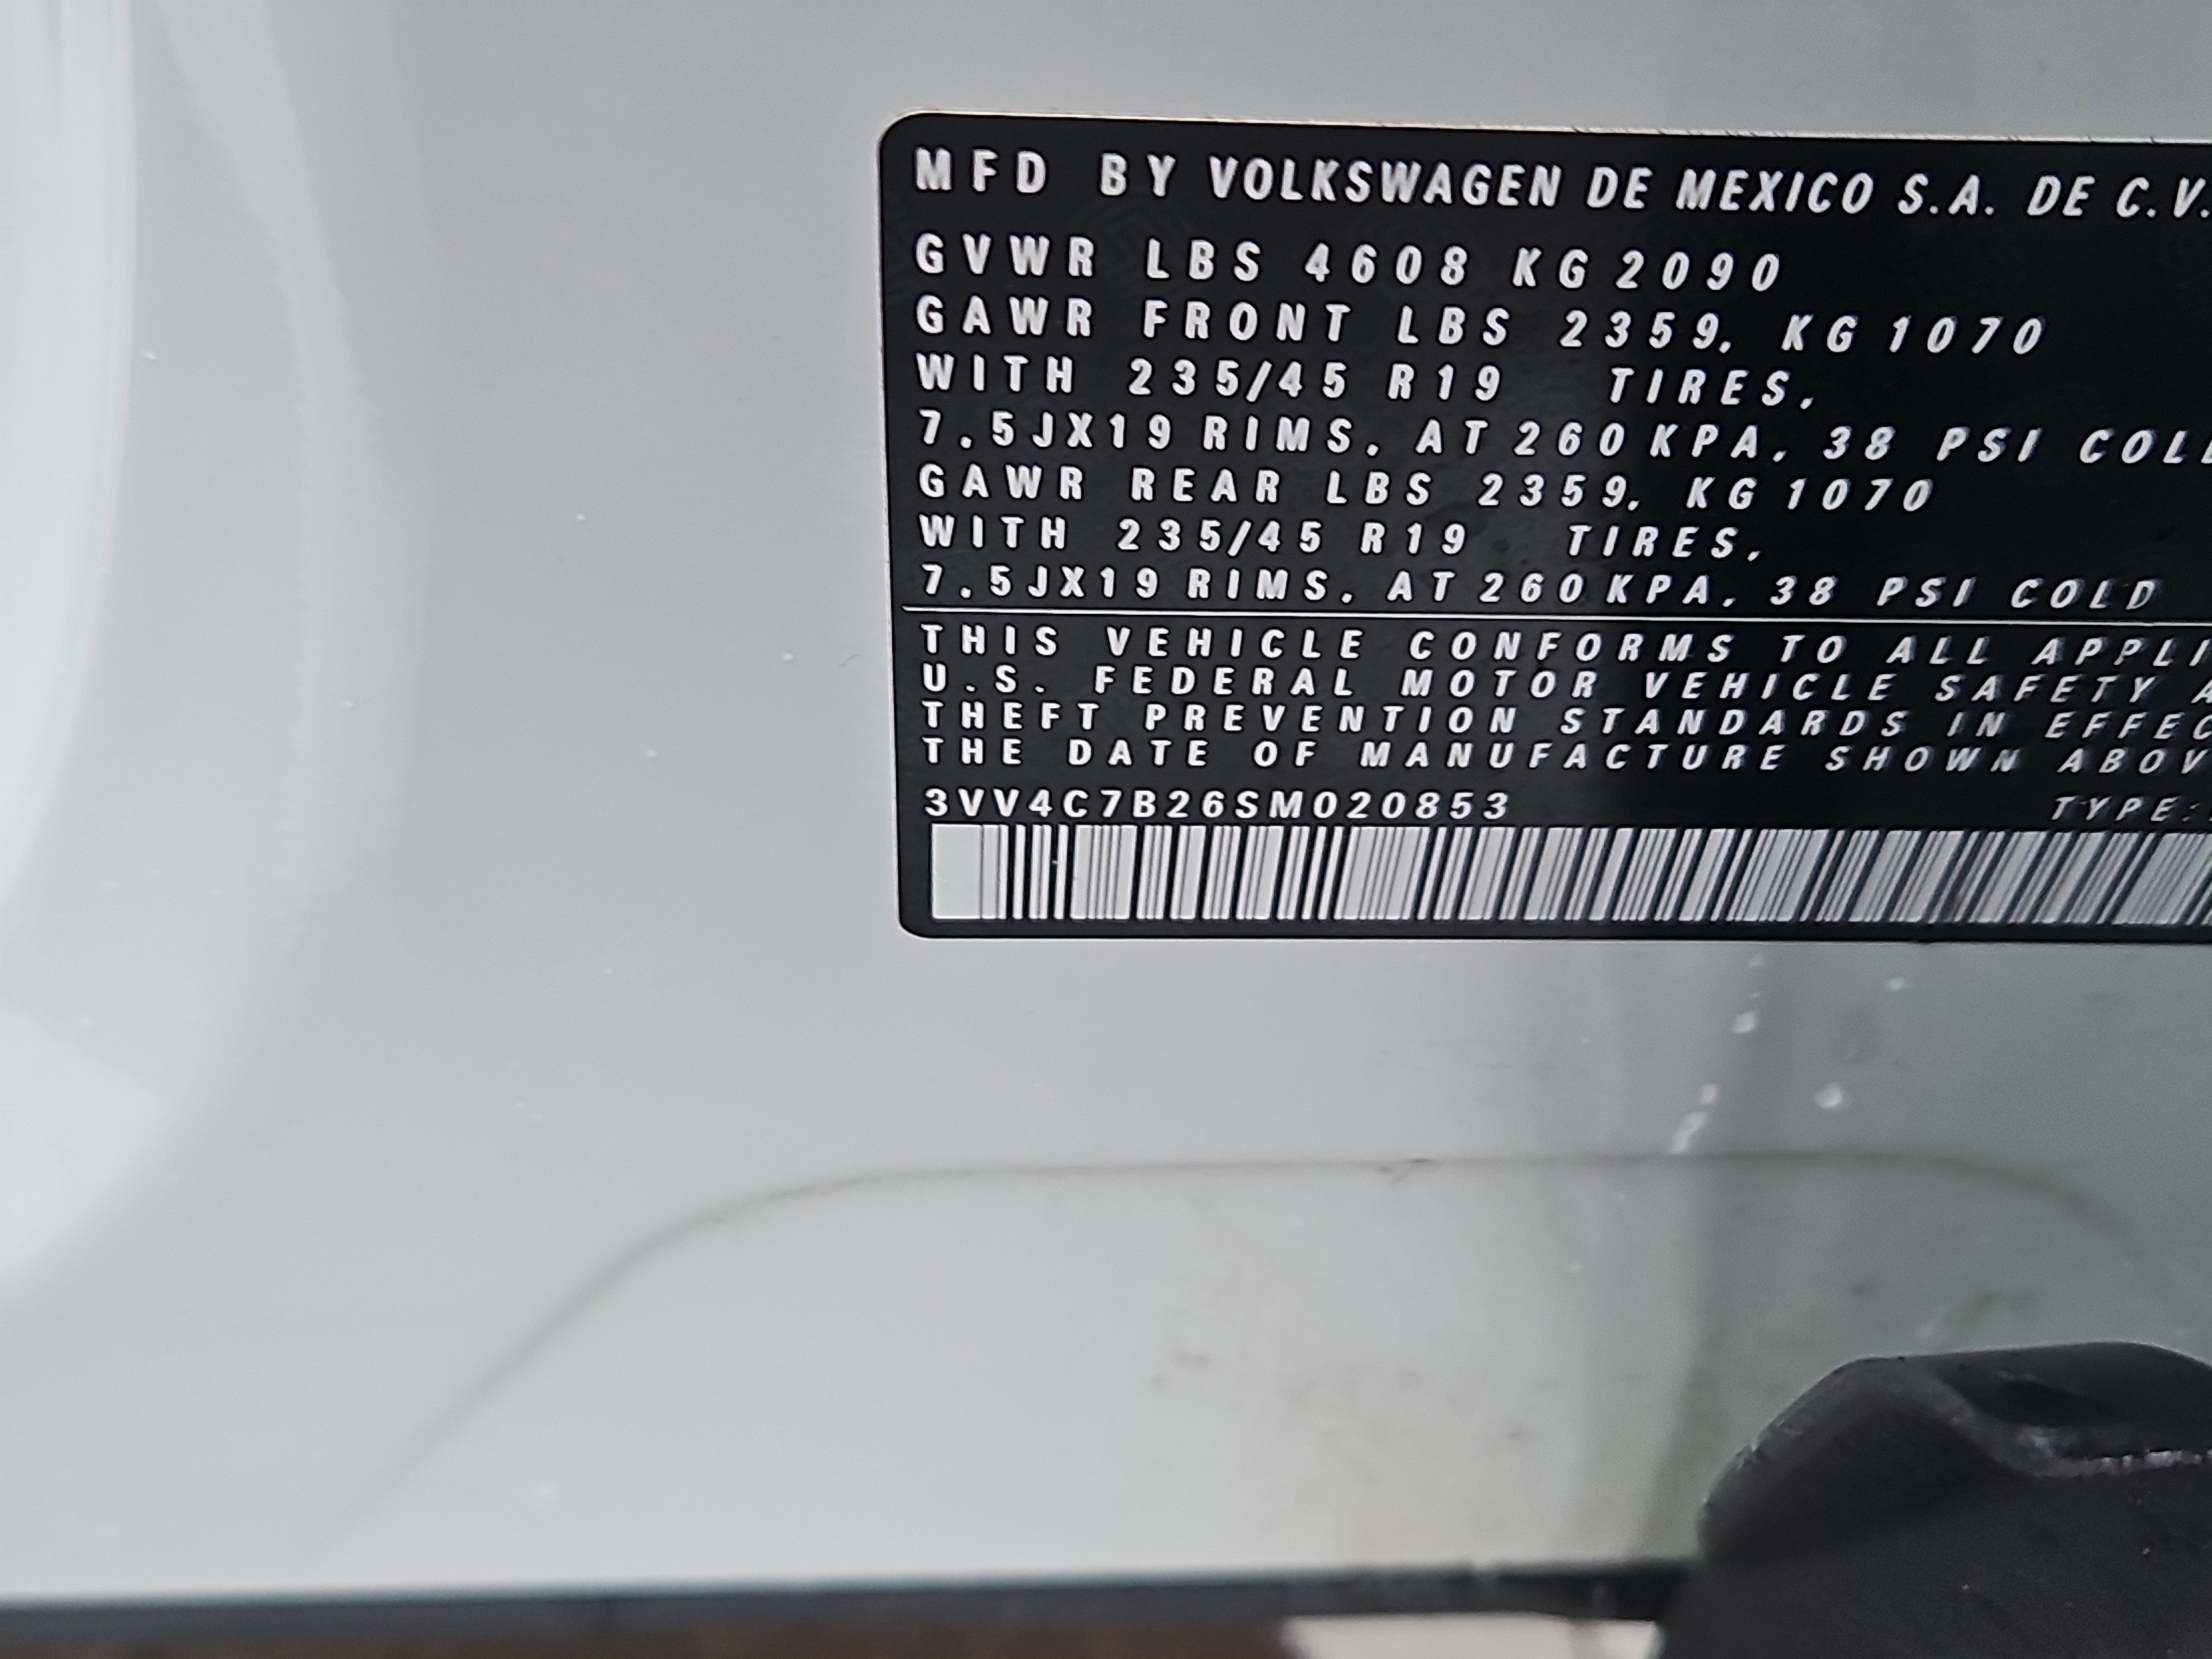 MFD BY VOLKSWAGEN DE MEXICO S.A. DE C.V.
GVWR LBS 4608 KG 2090
GAWR FRONT LBS 2359, KG 1070
WITH 235/45 R19 TIRES,
7.5JX19 RIMS, AT 260 KPA, 38 PSI COLD
GAWR REAR LBS 2359, KG 1070
WITH 235/45 R19 TIRES,
7.5JX19 RIMS, AT 260 KPA, 38 PSI COLD
THIS VEHICLE CONFORMS TO ALL
U.S. FEDERAL MOTOR VEHICLE SAFETY
THEFT PREVENTION STANDARDS IN
THE DATE OF MANUFACTURE SHOWN
3VV4C7B26SM020853 TYPE: